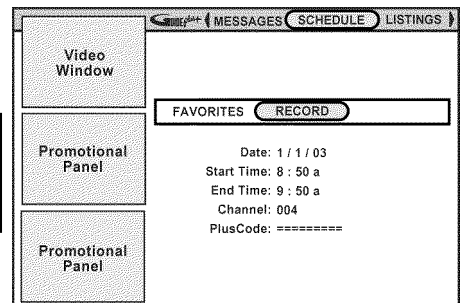 Video
Window
Promotional
Panel
Promotional
Panel
GUIDE Plus+ MESSAGES SCHEDULE LISTINGS
FAVORITES RECORD
Date: 1 / 1 / 03
Start Time: 8 : 50 a
End Time: 9 : 50 a
Channel: 004
PlusCode: =========